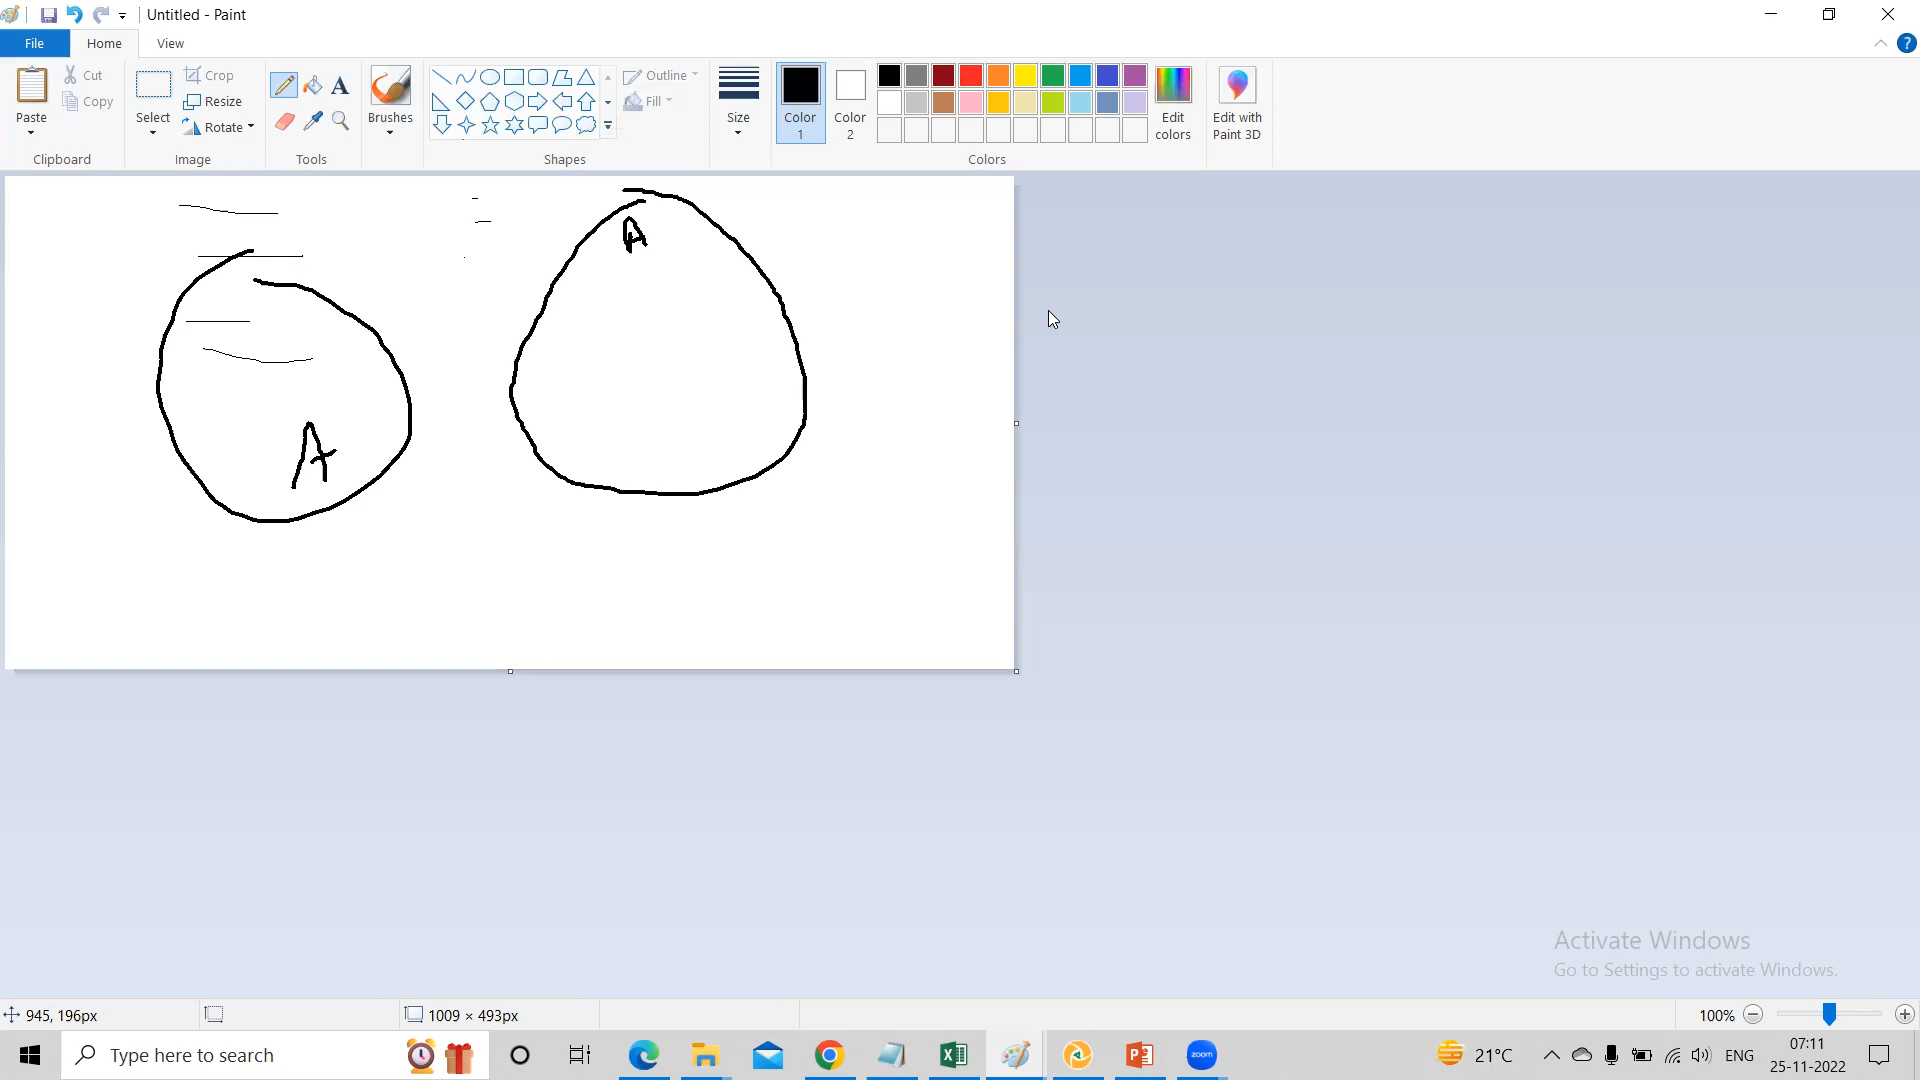 Untitled - Paint
File Home View
Paste
Cut
Copy
Clipboard
Select
Crop
Resize
Rotate
Image
Tools
Brushes
Outline
Fill
Shapes
Size
Color 1
Color 2
Edit colors
Colors
Edit with Paint 3D
A
A
Activate Windows
Go to Settings to activate Windows.
945, 196px
1009 × 493px
100%
Type here to search
zoom
21°C
ENG
07:11
25-11-2022